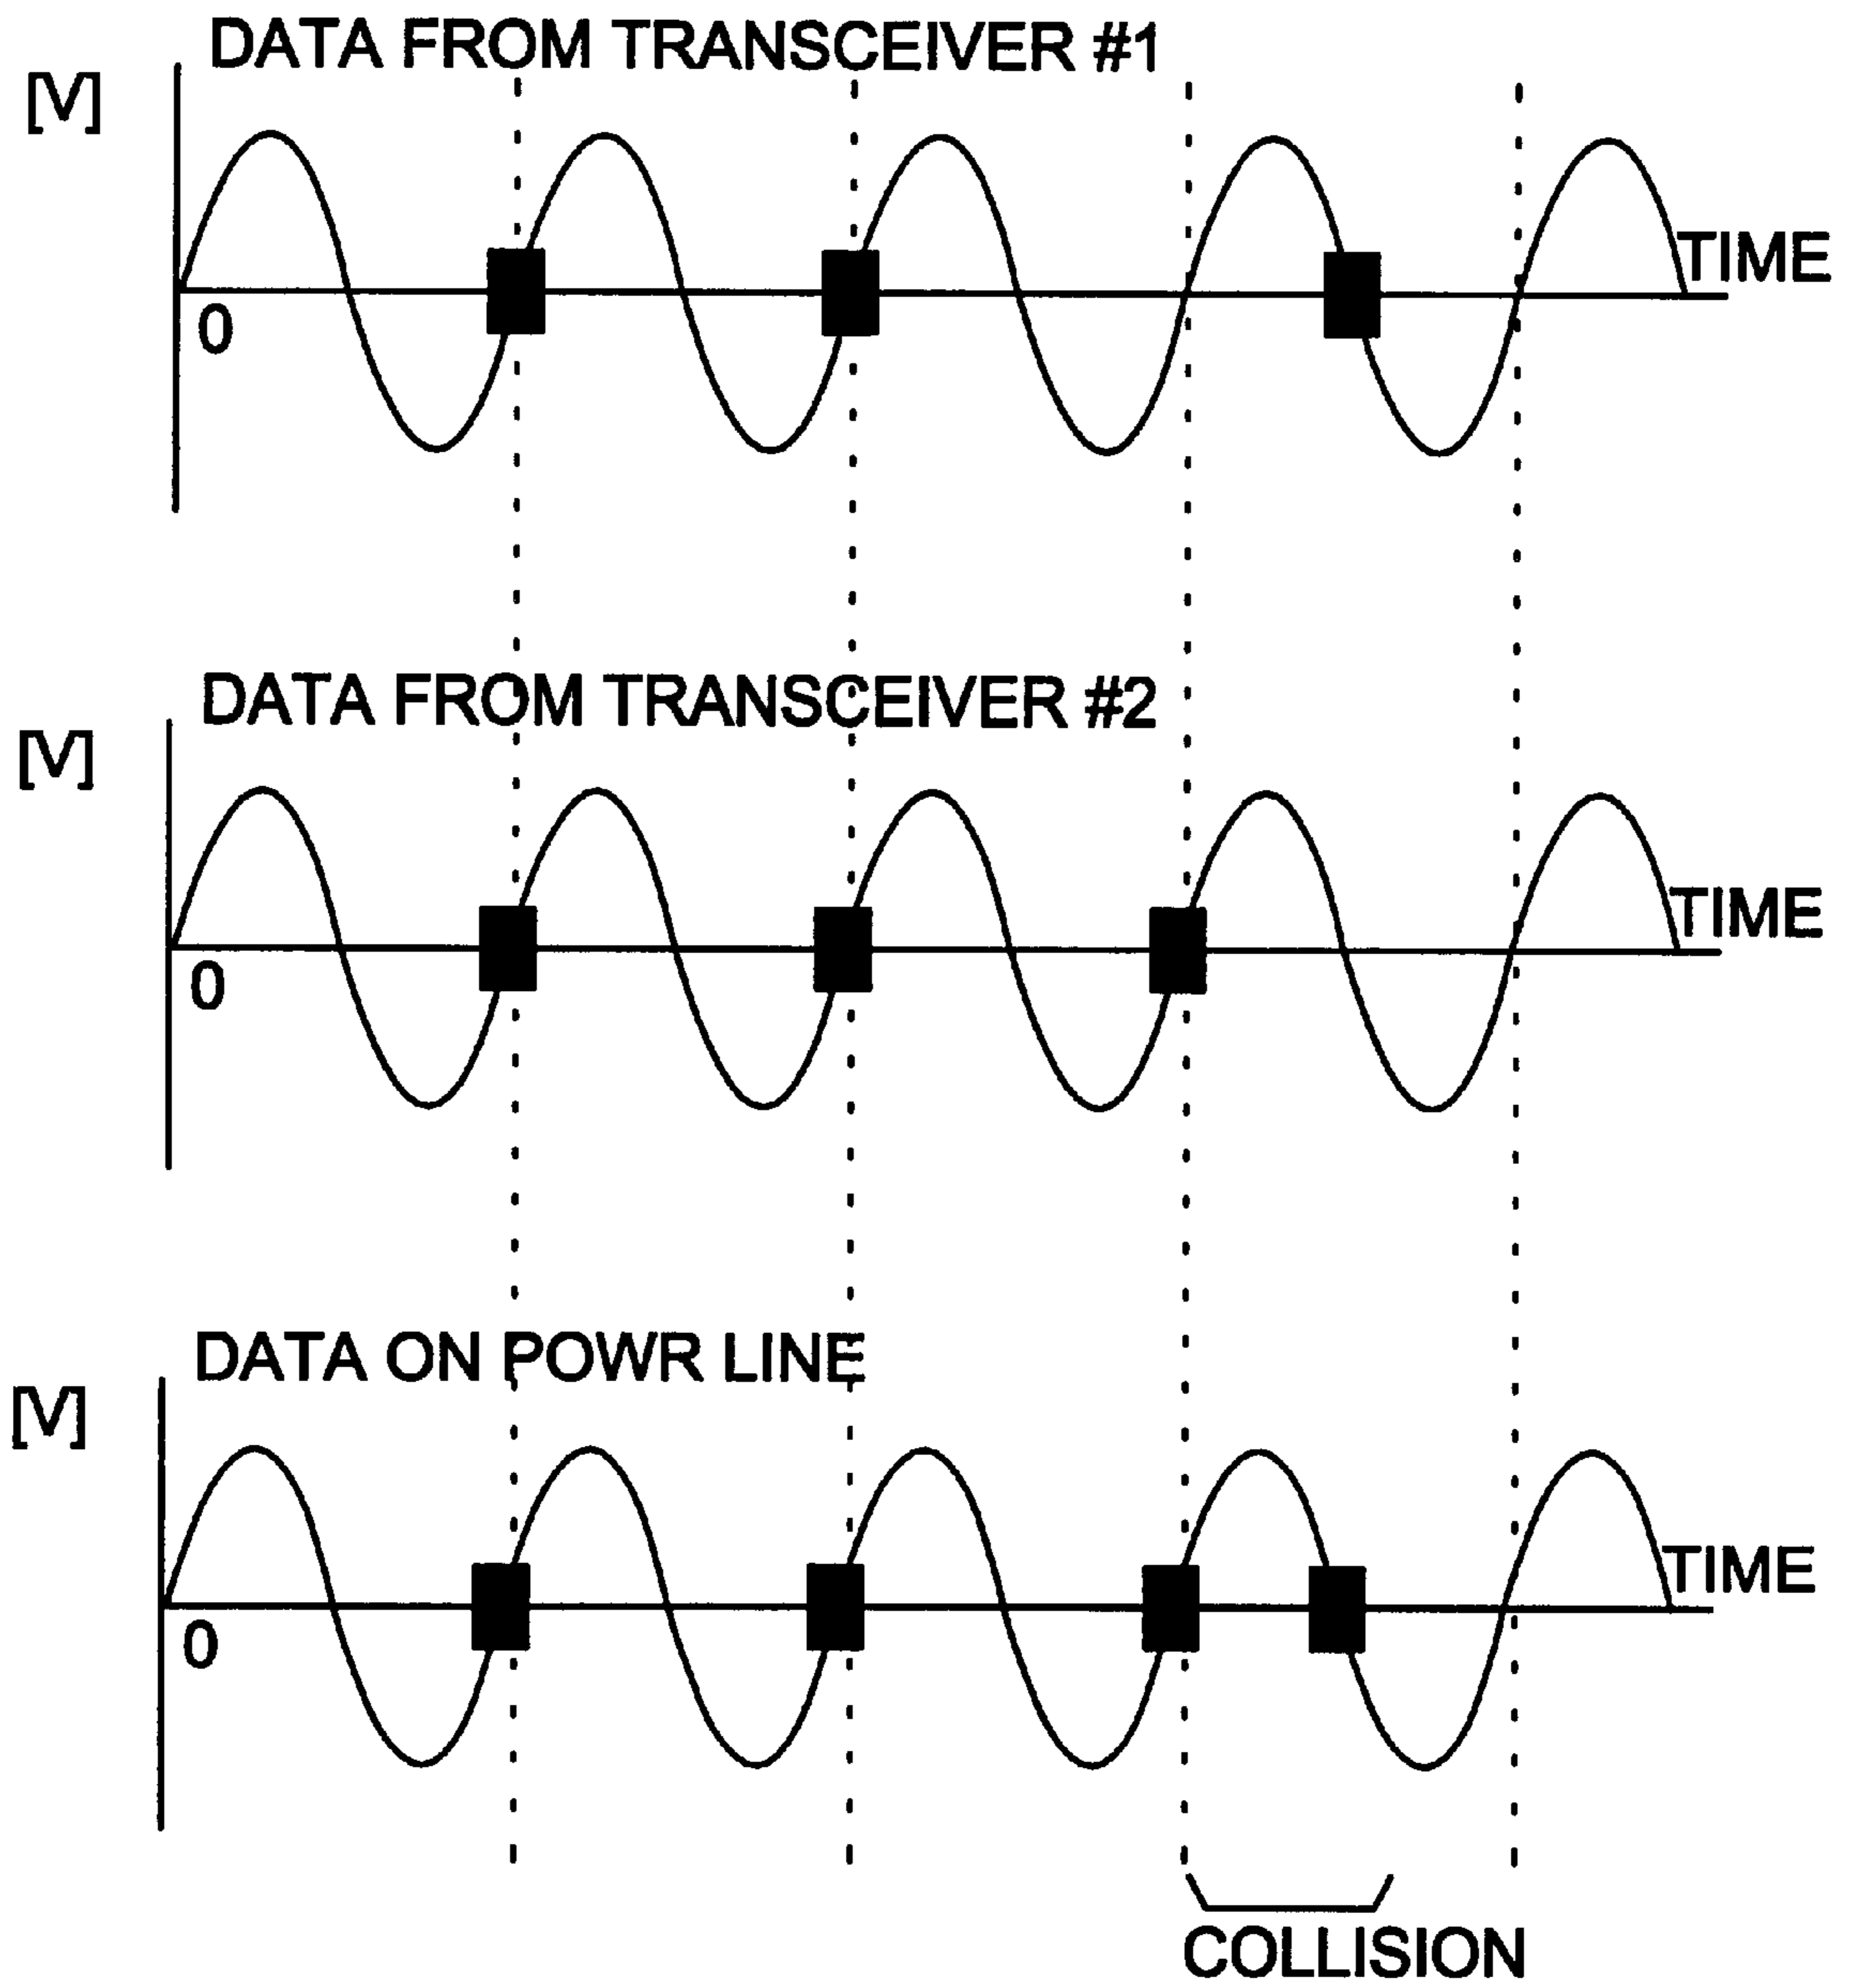 DATA FROM TRANSCEIVER #1
[V]
TIME
0
DATA FROM TRANSCEIVER #2
[V]
TIME
0
DATA ON POWR LINE
[V]
TIME
0
COLLISION